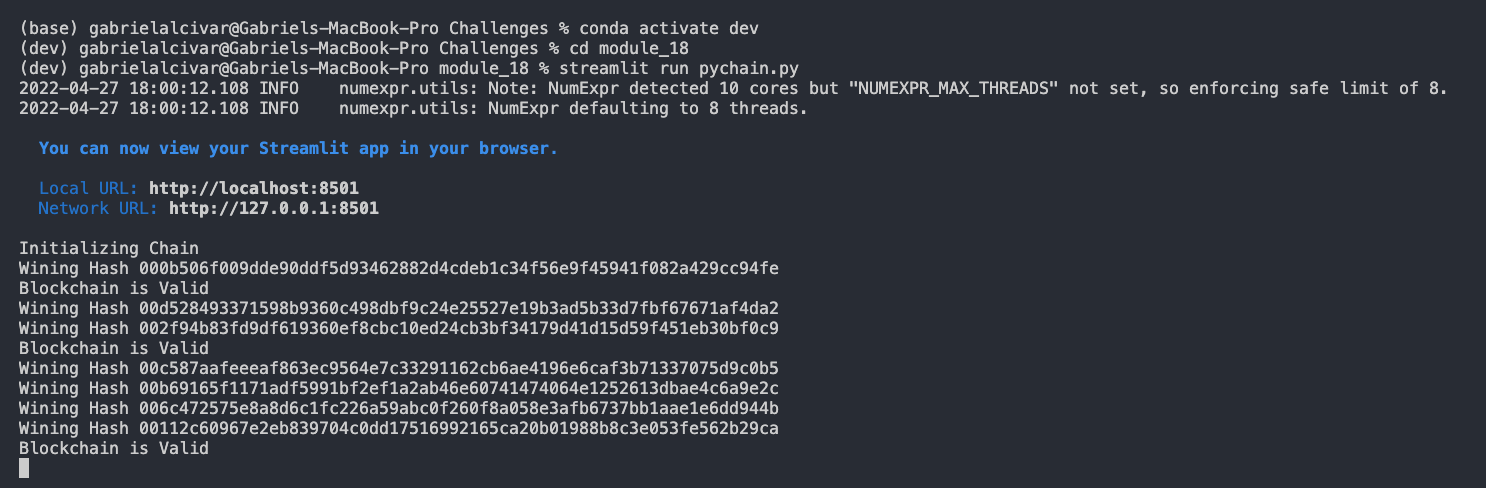 (base) gabrielalcivar@Gabriels-MacBook-Pro Challenges % conda activate dev
(dev) gabrielalcivar@Gabriels-MacBook-Pro Challenges % cd module_18
(dev) gabrielalcivar@Gabriels-MacBook-Pro module_18 % streamlit run pychain.py
2022-04-27 18:00:12.108 INFO    numexpr.utils: Note: NumExpr detected 10 cores but "NUMEXPR_MAX_THREADS" not set, so enforcing safe limit of 8.
2022-04-27 18:00:12.108 INFO    numexpr.utils: NumExpr defaulting to 8 threads.
You can now view your Streamlit app in your browser.
Local URL: http://localhost:8501
Network URL: http://127.0.0.1:8501
Initializing Chain
Wining Hash 000b506f009dde90ddf5d93462882d4cdeb1c34f56e9f45941f082a429cc94fe
Blockchain is Valid
Wining Hash 00d528493371598b9360c498dbf9c24e25527e19b3ad5b33d7fbf67671af4da2
Wining Hash 002f94b83fd9df619360ef8cbc10ed24cb3bf34179d41d15d59f451eb30bf0c9
Blockchain is Valid
Wining Hash 00c587aafeeeaf863ec9564e7c33291162cb6ae4196e6caf3b71337075d9c0b5
Wining Hash 00b69165f1171adf5991bf2ef1a2ab46e60741474064e1252613dbae4c6a9e2c
Wining Hash 006c472575e8a8d6c1fc226a59abc0f260f8a058e3afb6737bb1aae1e6dd944b
Wining Hash 00112c60967e2eb839704c0dd17516992165ca20b01988b8c3e053fe562b29ca
Blockchain is Valid